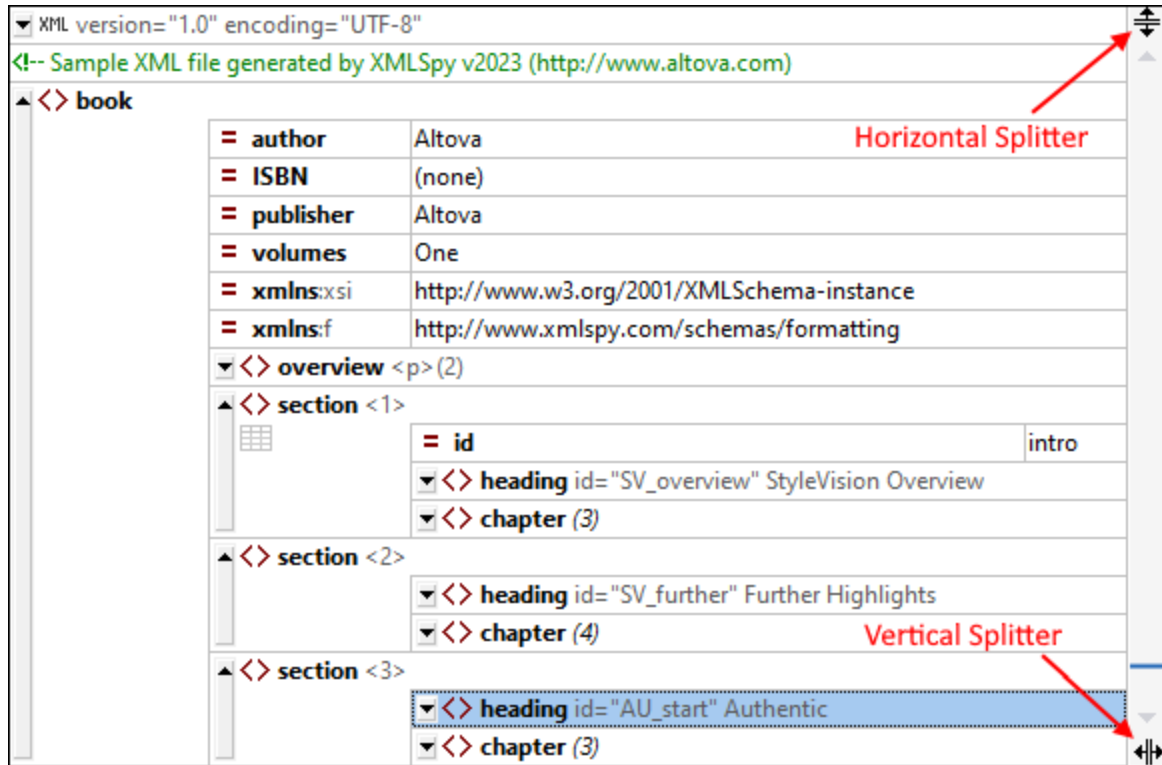 XML version="1.0" encoding="UTF-8"
<!-- Sample XML file generated by XMLSpy v2023 (http://www.altova.com)
<> book
= author Altova
Horizontal Splitter
= ISBN (none)
= publisher Altova
= volumes One
= xmlns:xsi http://www.w3.org/2001/XMLSchema-instance
= xmlns:f http://www.xmlspy.com/schemas/formatting
<> overview <p>(2)
<> section <1>
= id intro
<> heading id="SV_overview" StyleVision Overview
<> chapter (3)
<> section <2>
<> heading id="SV_further" Further Highlights
<> chapter (4)
Vertical Splitter
<> section <3>
<> heading id="AU_start" Authentic
<> chapter (3)